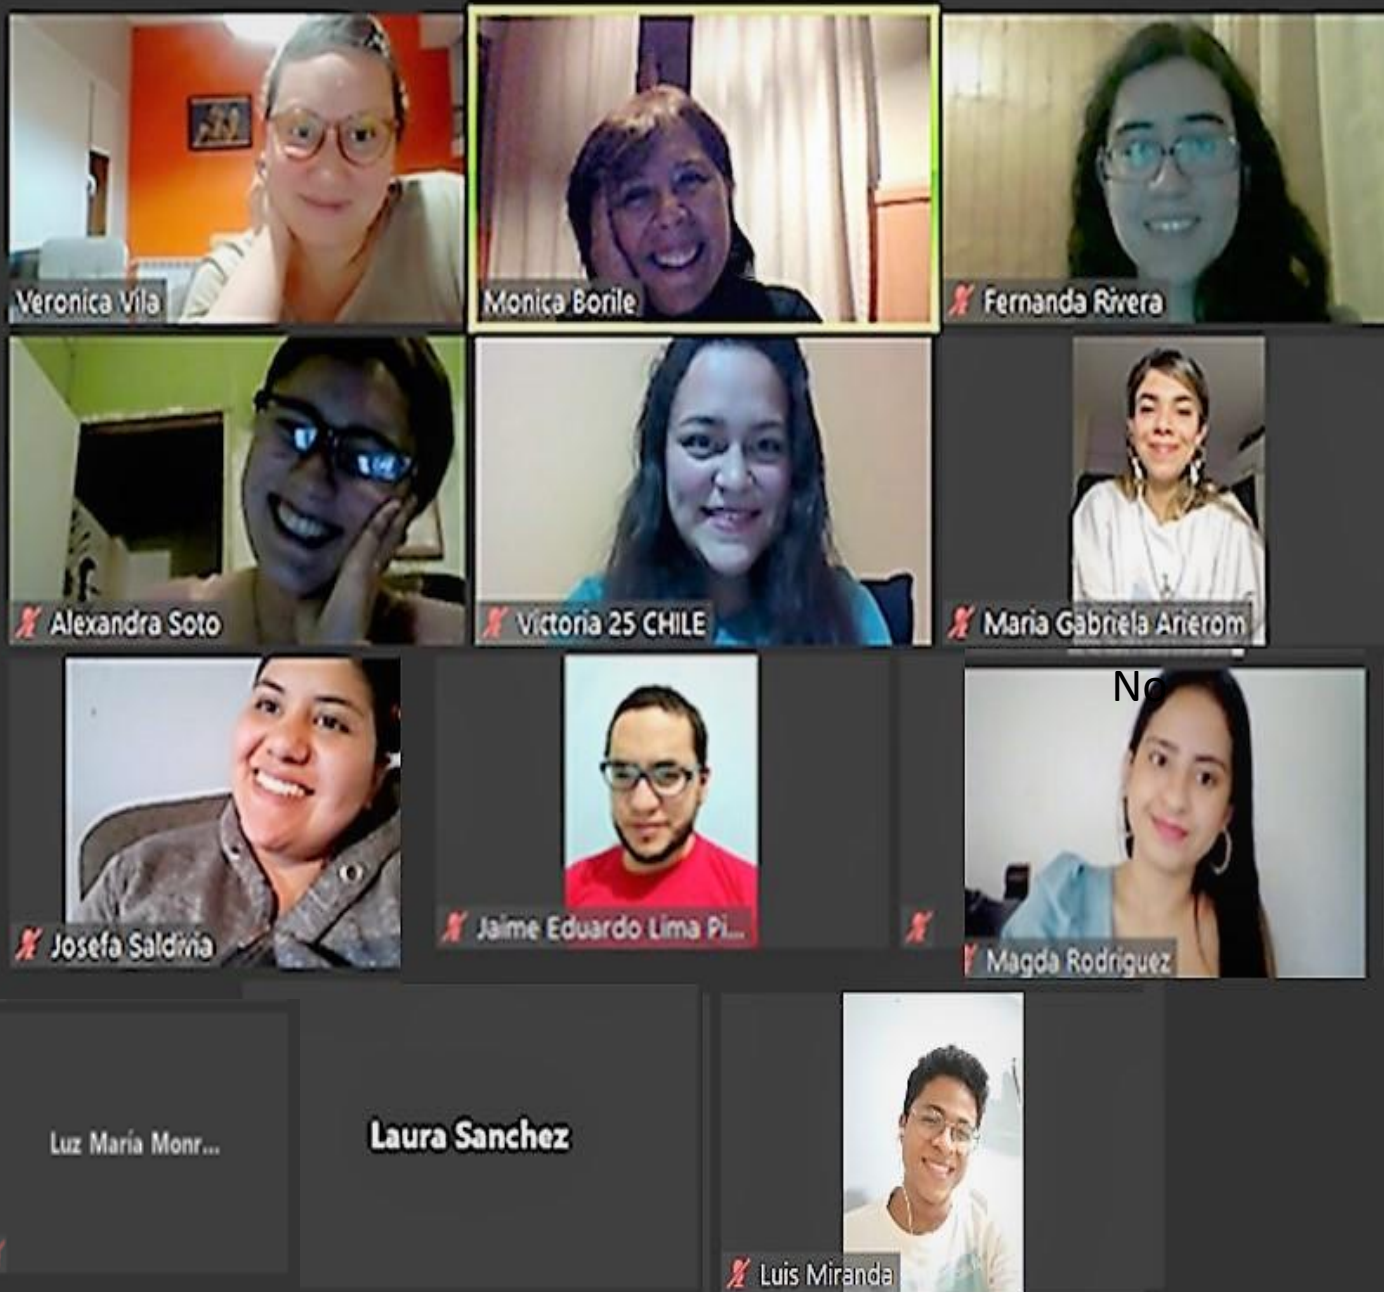 Veronica Vila
Monica Borile
Fernanda Rivera
Alexandra Soto
Victoria 25 CHILE
Maria Gabriela Arierom
No
Josefa Saldivia
Jaime Eduardo Lima Pi...
Magda Rodriguez
Luz María Monr...
Laura Sanchez
Luis Miranda